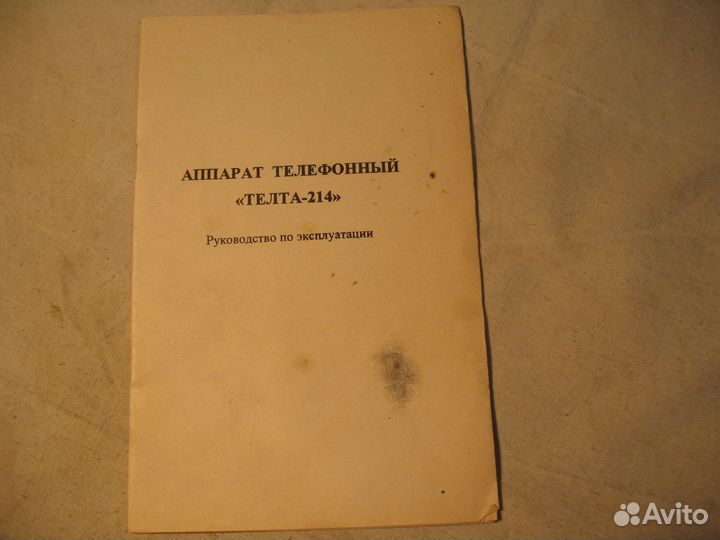 АППАРАТ ТЕЛЕФОННЫЙ
«ТЕЛТА-214»
Руководство по эксплуатации
Avito